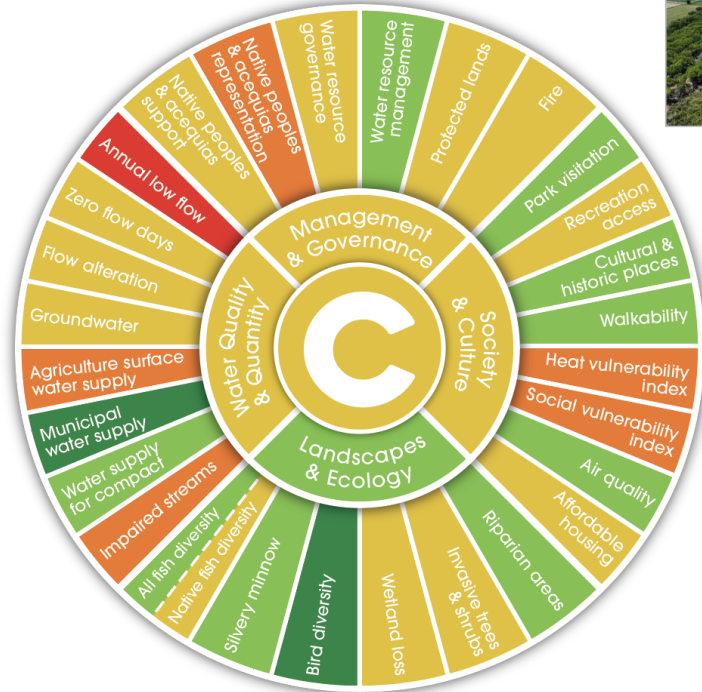 Water resource
governance
Water resource
management
Protected lands
Fire
Park visitation
Recreation
access
Cultural &
historic places
Walkability
Heat vulnerability
index
Social vulnerability
index
Air quality
Affordable
housing
Riparian areas
Invasive trees
& shrubs
Wetland loss
Bird diversity
Silvery minnow
Native fish diversity
All fish diversity
Impaired streams
Water supply
for compact
Municipal
water supply
Agriculture surface
water supply
Groundwater
Flow alteration
Zero flow days
Annual low flow
Native peoples
& acequias
support
Native peoples
& acequias
representation
Management
& Governance
Society
& Culture
Landscapes
& Ecology
Water Quality
& Quantity
C